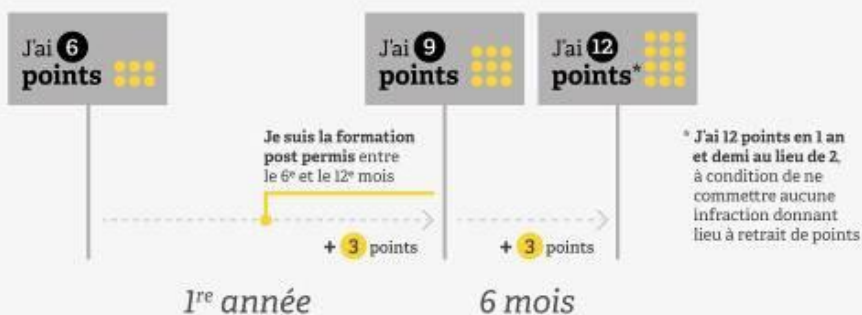 J'ai 6
points
J'ai 9
points
J'ai 12
points*
Je suis la formation
post permis entre
le 6e et le 12e mois
* J'ai 12 points en 1 an
et demi au lieu de 2,
à condition de ne
commettre aucune
infraction donnant
lieu à retrait de points
+ 3 points
+ 3 points
1re année
6 mois